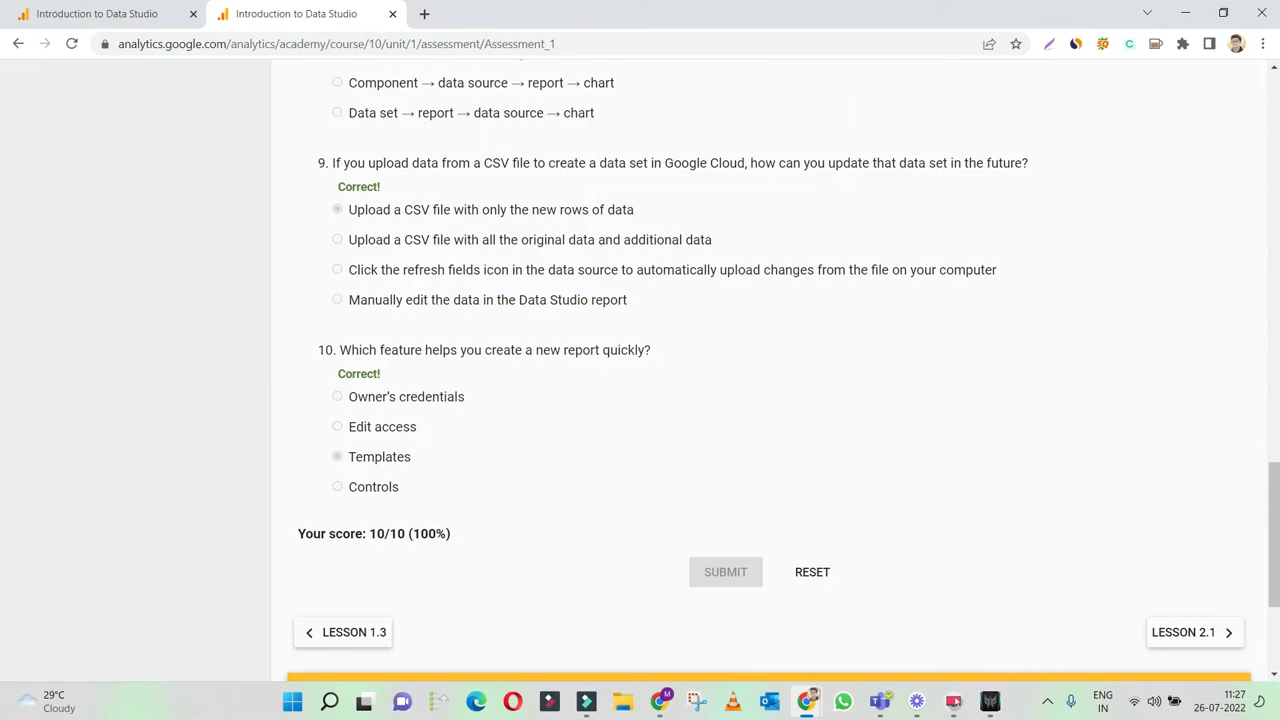 Introduction to Data Studio
Introduction to Data Studio
analytics.google.com/analytics/academy/course/10/unit/1/assessment/Assessment_1
Component → data source → report → chart
Data set → report → data source → chart
9. If you upload data from a CSV file to create a data set in Google Cloud, how can you update that data set in the future?
Correct!
Upload a CSV file with only the new rows of data
Upload a CSV file with all the original data and additional data
Click the refresh fields icon in the data source to automatically upload changes from the file on your computer
Manually edit the data in the Data Studio report
10. Which feature helps you create a new report quickly?
Correct!
Owner's credentials
Edit access
Templates
Controls
Your score: 10/10 (100%)
SUBMIT
RESET
LESSON 1.3
LESSON 2.1
29°C
Cloudy
M
ENG
IN
11:27
26-07-2022